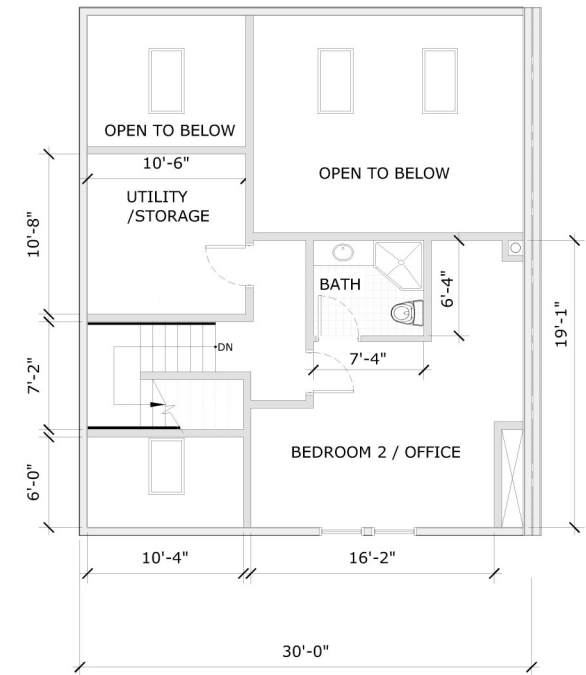 OPEN TO BELOW
10'-6"
OPEN TO BELOW
UTILITY
/STORAGE
10'-8"
BATH
6'-4"
19'-1"
DN
7'-4"
7'-2"
BEDROOM 2 / OFFICE
6'-0"
10'-4"
16'-2"
30'-0"